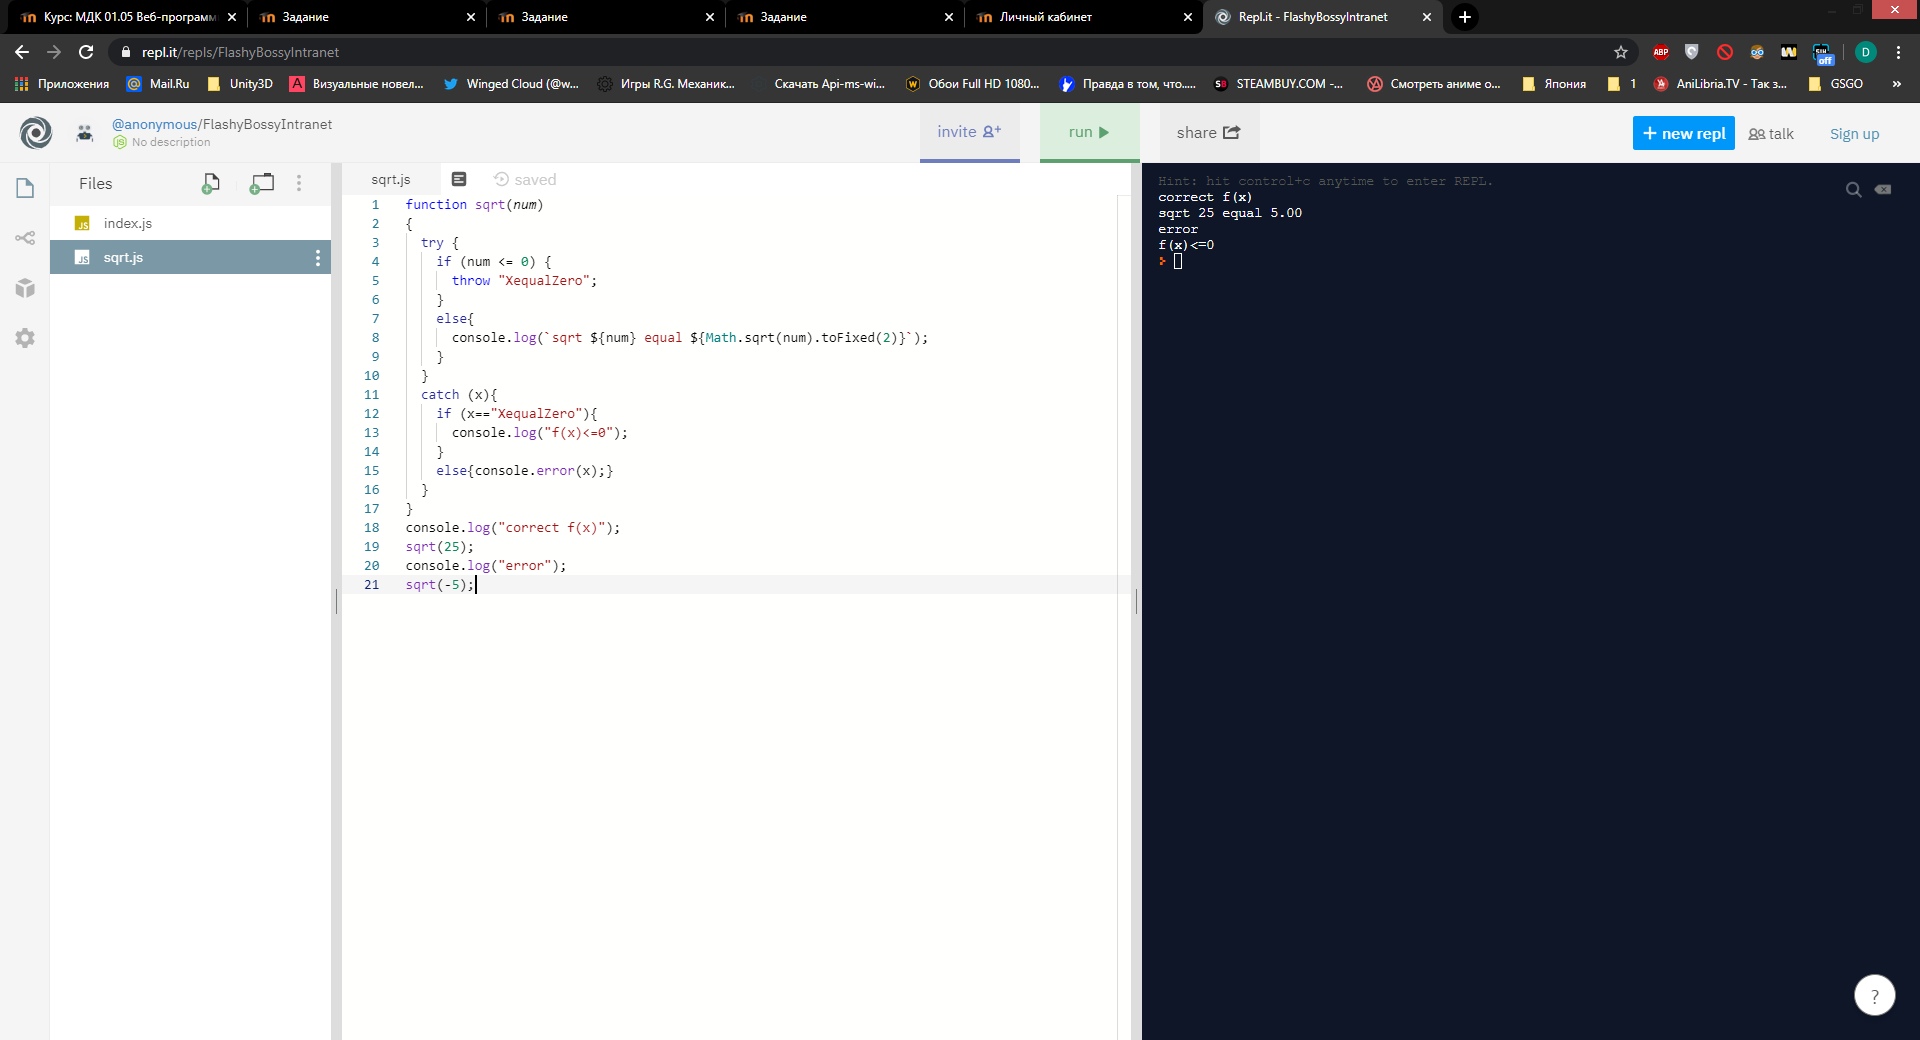 Курс: МДК 01.05 Веб-программ
Задание
Задание
Задание
Личный кабинет
Repl.it - FlashyBossyIntranet
repl.it/repls/FlashyBossyIntranet
ABP
off
D
Приложения
Mail.Ru
Unity3D
Визуальные новел...
Winged Cloud (@w...
Игры R.G. Механик...
Скачать Api-ms-wi...
Обои Full HD 1080...
Правда в том, что.....
STEAMBUY.COM -...
Смотреть аниме о...
Япония
1
AniLibria.TV - Так з...
GSGO
»
@anonymous/FlashyBossyIntranet
No description
invite
run
share
+ new repl
talk
Sign up
Files
index.js
sqrt.js
sqrt.js
saved
1 function sqrt(num)
2 {
3 try {
4 if (num <= 0) {
5 throw "XequalZero";
6 }
7 else{
8 console.log(`sqrt ${num} equal ${Math.sqrt(num).toFixed(2)}`);
9 }
10 }
11 catch (x){
12 if (x=="XequalZero"){
13 console.log("f(x)<=0");
14 }
15 else{console.error(x);}
16 }
17 }
18 console.log("correct f(x)");
19 sqrt(25);
20 console.log("error");
21 sqrt(-5);
Hint: hit control+c anytime to enter REPL.
correct f(x)
sqrt 25 equal 5.00
error
f(x)<=0
?